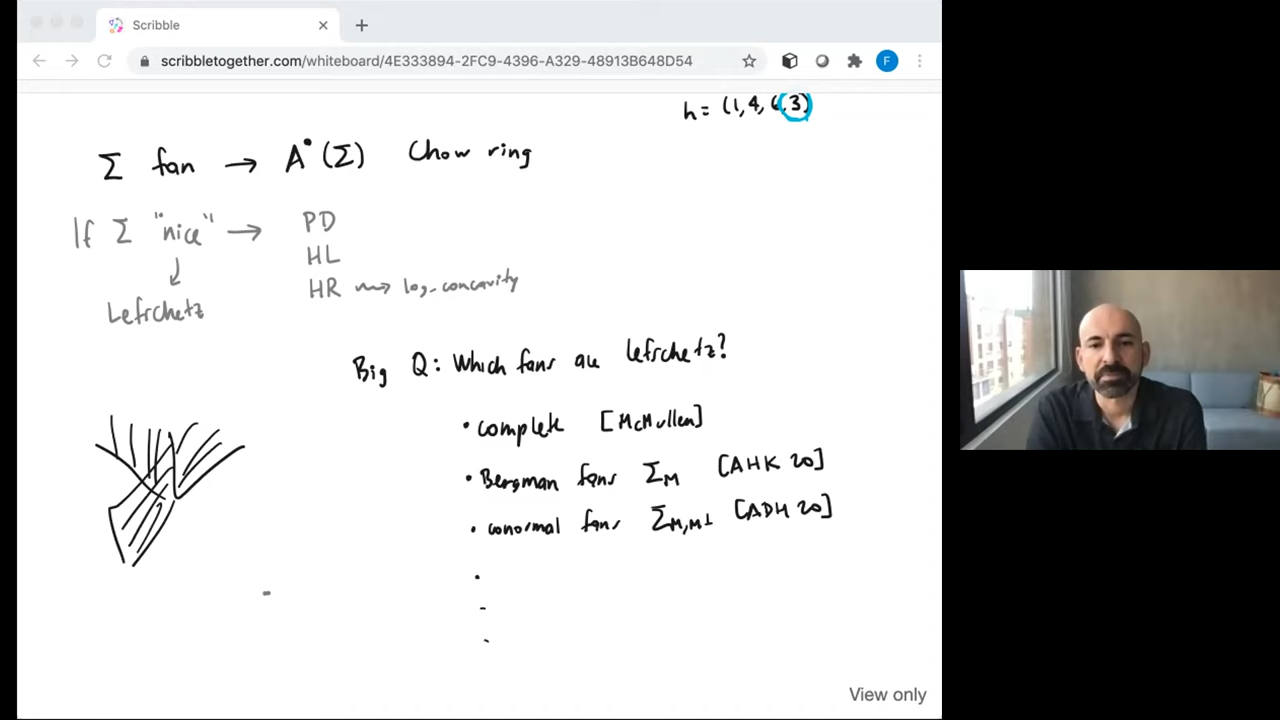 Scribble
scribbletogether.com/whiteboard/4E333894-2FC9-4396-A329-48913B648D54
F
h = (1, 4, 6, 3)
Σ fan → A•(Σ) Chow ring
If Σ "nice" → PD
HL
Lefschetz
HR ⇝ log-concavity
Big Q: Which fans are Lefschetz?
• complete [McMullen]
• Bergman fans Σ_M [AHK 20]
• conormal fans Σ_M,M⊥ [ADH 20]
View only